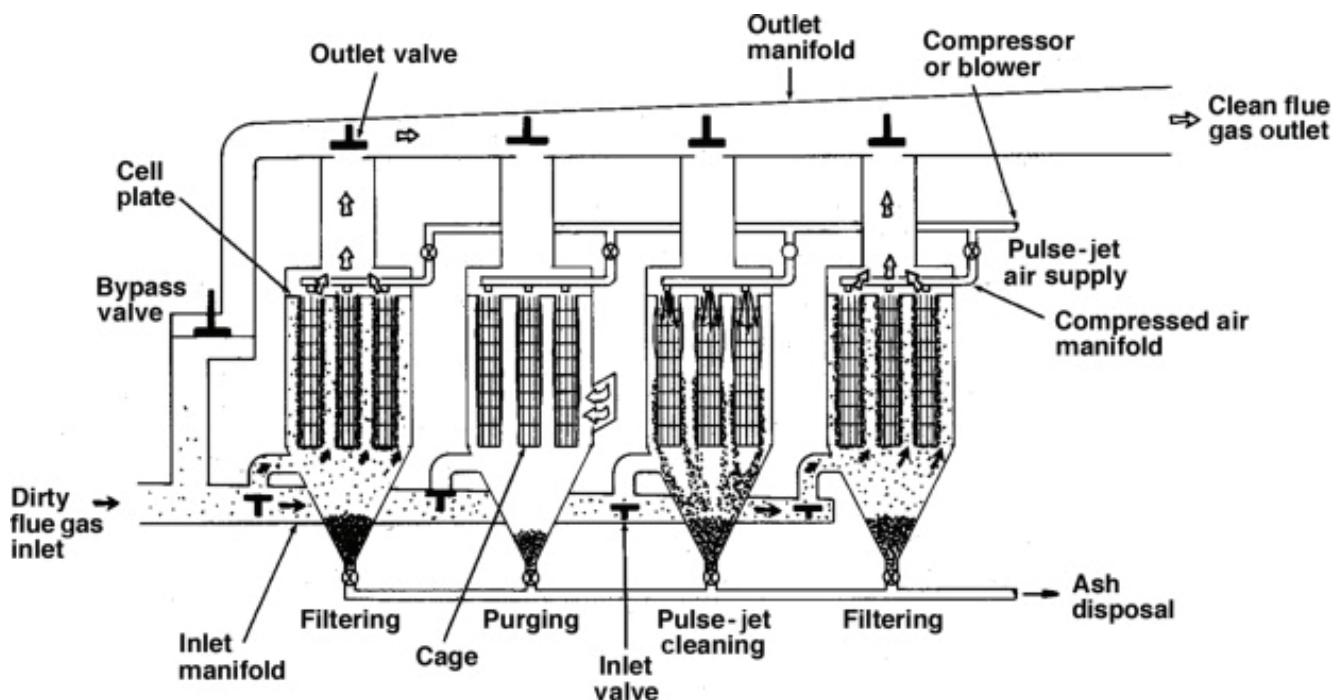 Outlet
manifold
Compressor
or blower
Outlet valve
Clean flue
gas outlet
Cell
plate
Pulse-jet
air supply
Bypass
valve
Compressed air
manifold
Dirty
flue gas
inlet
Ash
disposal
Filtering
Purging
Pulse-jet
cleaning
Filtering
Inlet
manifold
Cage
Inlet
valve